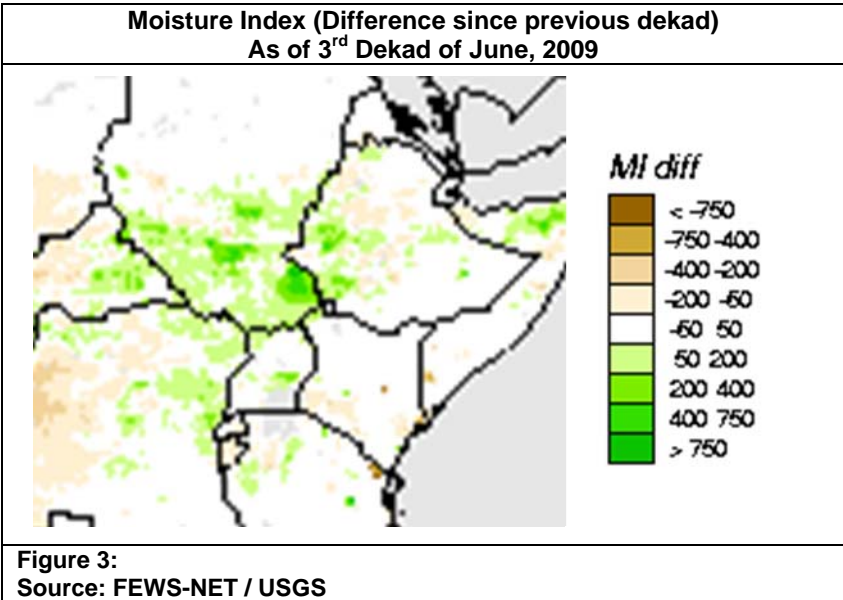 Moisture Index (Difference since previous dekad)
As of 3rd Dekad of June, 2009
MI diff
< -750
-750 -400
-400 -200
-200 -50
-50 50
50 200
200 400
400 750
> 750
Figure 3:
Source: FEWS-NET / USGS